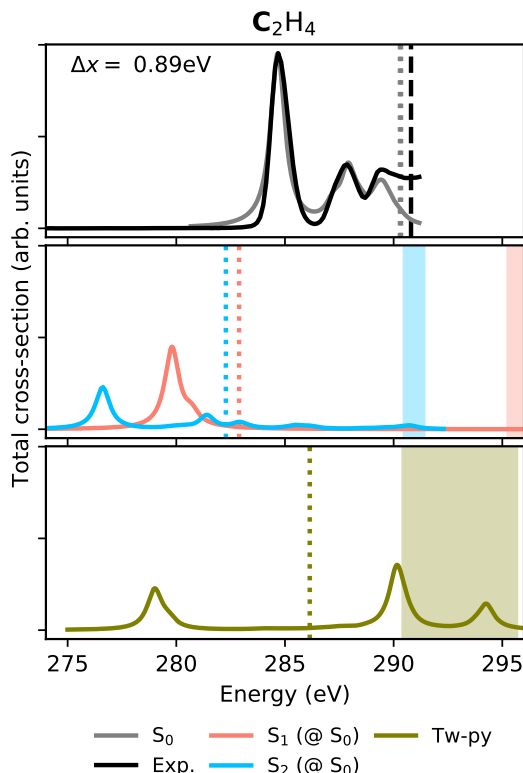 C₂H₄
Δx = 0.89eV
Total cross-section (arb. units)
275 280 285 290 295
Energy (eV)
S₀ S₁ (@ S₀) Tw-py
Exp. S₂ (@ S₀)